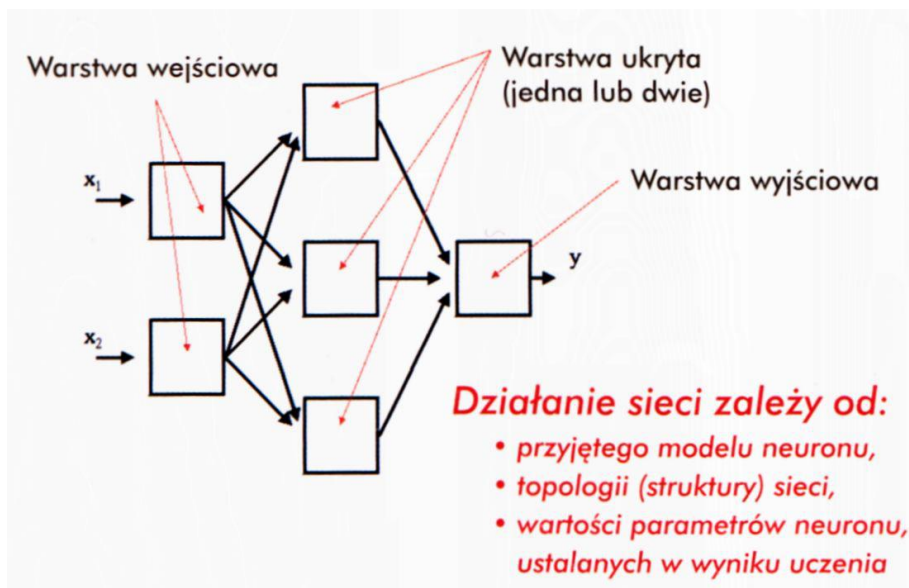 Warstwa wejściowa
Warstwa ukryta
(jedna lub dwie)
x₁
Warstwa wyjściowa
y
x₂
Działanie sieci zależy od:
• przyjętego modelu neuronu,
• topologii (struktury) sieci,
• wartości parametrów neuronu,
ustalanych w wyniku uczenia